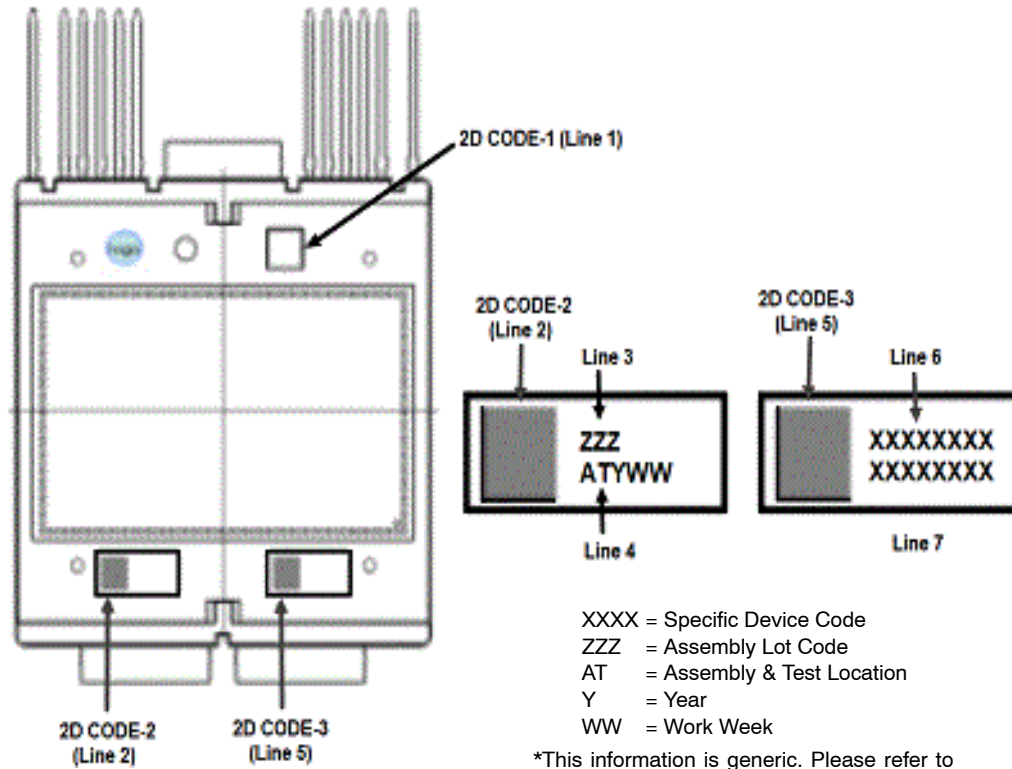 2D CODE-1 (Line 1)
2D CODE-2
(Line 2)
Line 3
ZZZ
ATYWW
Line 4
2D CODE-3
(Line 5)
Line 6
XXXXXXXX
XXXXXXXX
Line 7
2D CODE-2
(Line 2)
2D CODE-3
(Line 5)
XXXX = Specific Device Code
ZZZ = Assembly Lot Code
AT = Assembly & Test Location
Y = Year
WW = Work Week
*This information is generic. Please refer to